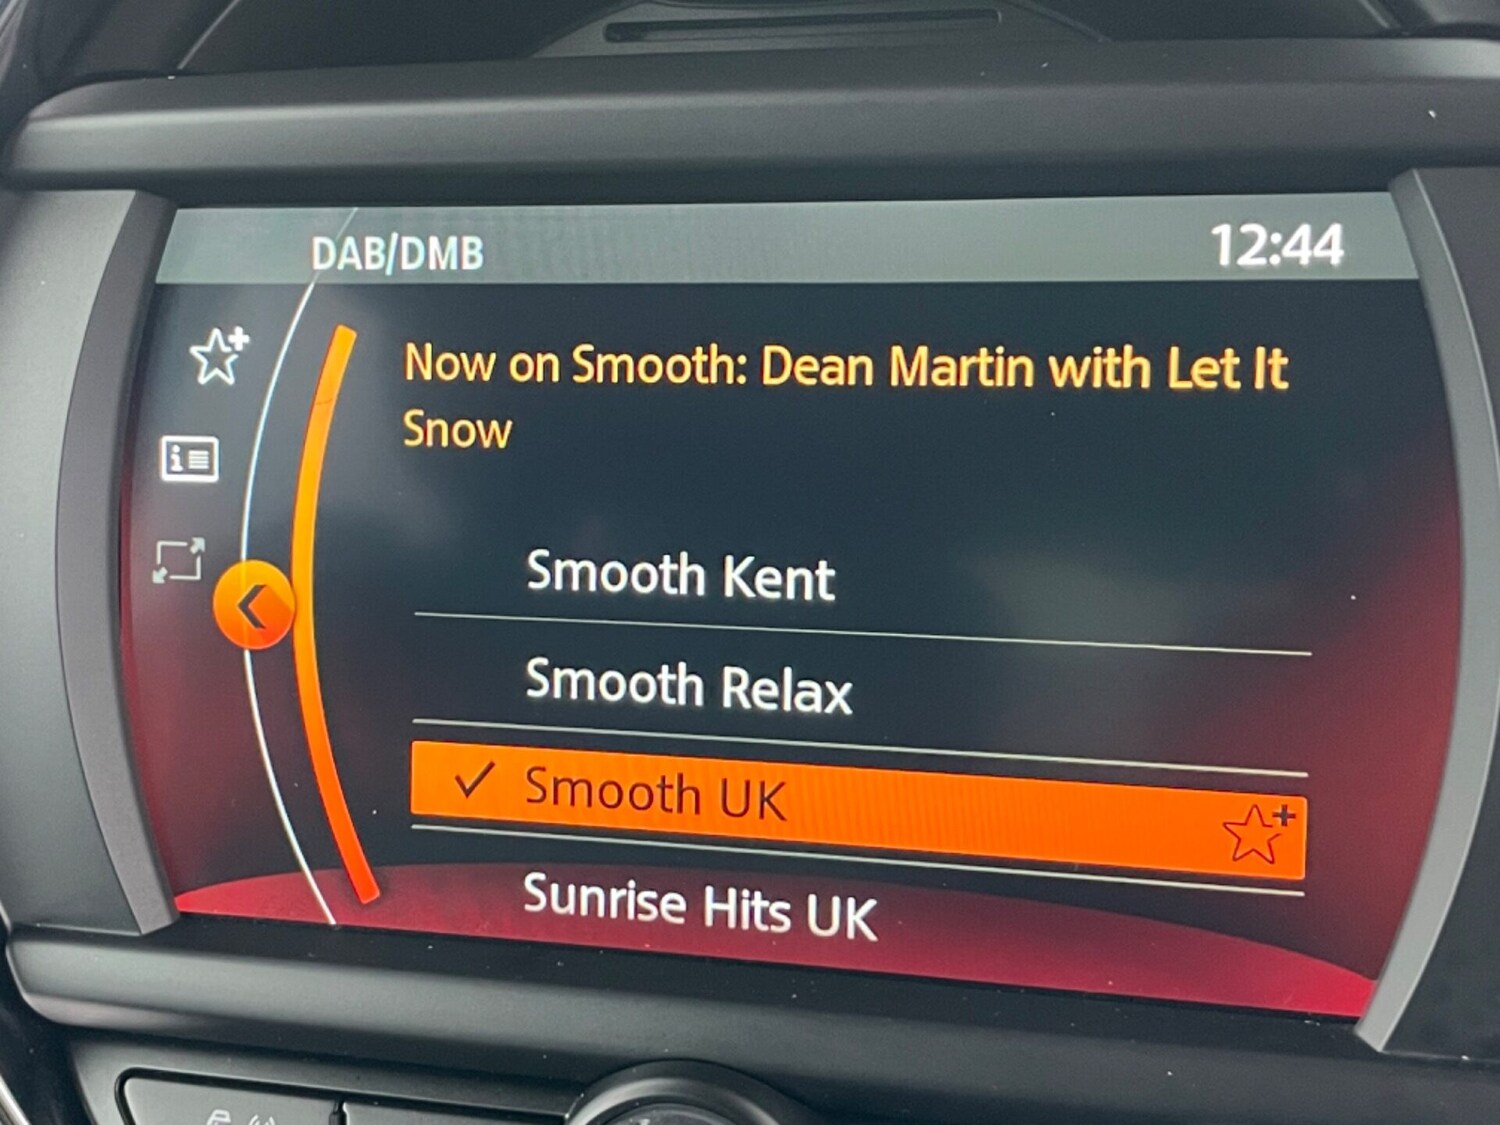 DAB/DMB
12:44
Now on Smooth: Dean Martin with Let It
Snow
Smooth Kent
Smooth Relax
Smooth UK
Sunrise Hits UK